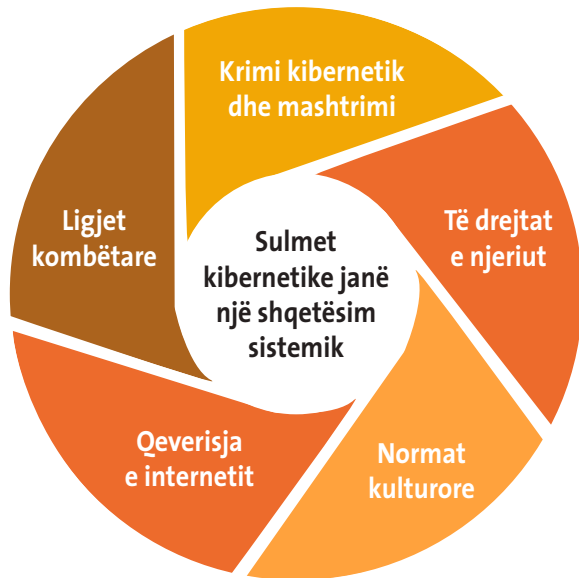 Krimi kibernetik
dhe mashtrimi
Të drejtat
e njeriut
Normat
kulturore
Qeverisja
e internetit
Ligjet
kombëtare
Sulmet
kibernetike janë
një shqetësim
sistemik